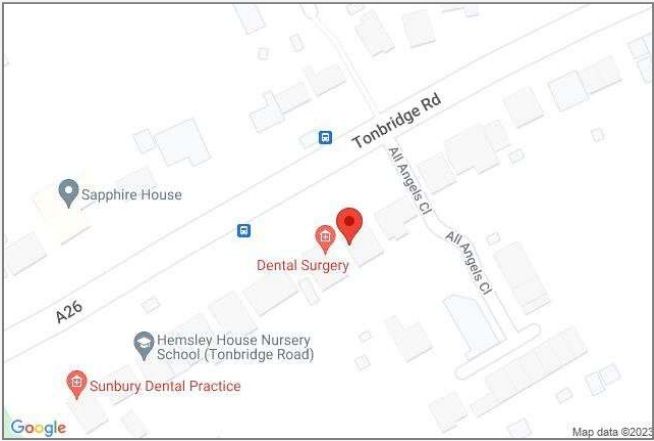 Tonbridge Rd
All Angels Cl
Sapphire House
All Angels Cl
Dental Surgery
A26
Hemsley House Nursery
School (Tonbridge Road)
Sunbury Dental Practice
Google
Map data ©2023